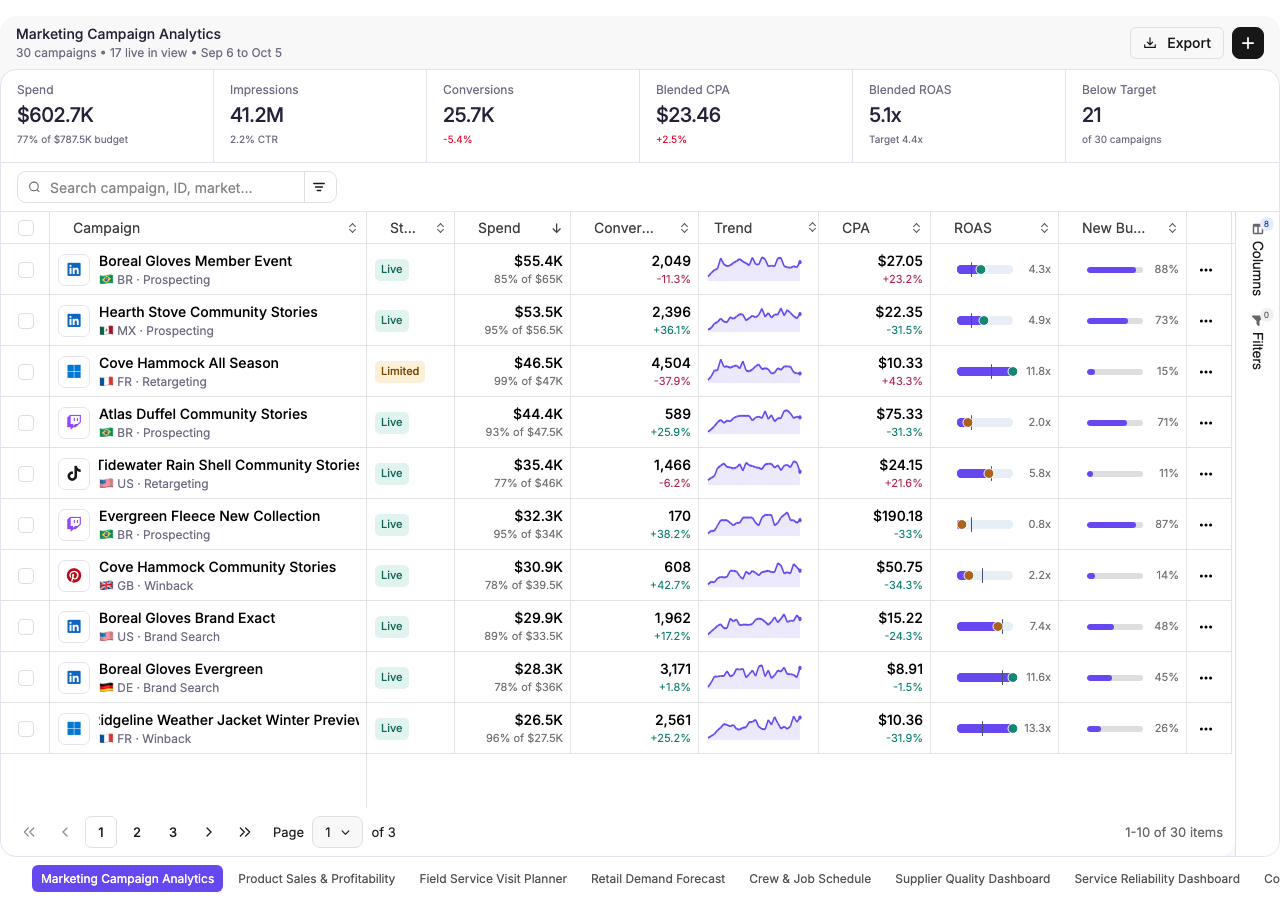 Marketing Campaign Analytics
30 campaigns • 17 live in view • Sep 6 to Oct 5
Export
Spend
$602.7K
77% of $787.5K budget
Impressions
41.2M
2.2% CTR
Conversions
25.7K
-5.4%
Blended CPA
$23.46
+2.5%
Blended ROAS
5.1x
Target 4.4x
Below Target
21
of 30 campaigns
Search campaign, ID, market...
Campaign St... Spend Conver... Trend CPA ROAS New Bu...
Boreal Gloves Member Event
BR · Prospecting
Live
$55.4K
85% of $65K
2,049
-11.3%
$27.05
+23.2%
4.3x
88%
Hearth Stove Community Stories
MX · Prospecting
Live
$53.5K
95% of $56.5K
2,396
+36.1%
$22.35
-31.5%
4.9x
73%
Cove Hammock All Season
FR · Retargeting
Limited
$46.5K
99% of $47K
4,504
-37.9%
$10.33
+43.3%
11.8x
15%
Atlas Duffel Community Stories
BR · Prospecting
Live
$44.4K
93% of $47.5K
589
+25.9%
$75.33
-31.3%
2.0x
71%
Tidewater Rain Shell Community Stories
US · Retargeting
Live
$35.4K
77% of $46K
1,466
-6.2%
$24.15
+21.6%
5.8x
11%
Evergreen Fleece New Collection
BR · Prospecting
Live
$32.3K
95% of $34K
170
+38.2%
$190.18
-33%
0.8x
87%
Cove Hammock Community Stories
GB · Winback
Live
$30.9K
78% of $39.5K
608
+42.7%
$50.75
-34.3%
2.2x
14%
Boreal Gloves Brand Exact
US · Brand Search
Live
$29.9K
89% of $33.5K
1,962
+17.2%
$15.22
-24.3%
7.4x
48%
Boreal Gloves Evergreen
DE · Brand Search
Live
$28.3K
78% of $36K
3,171
+1.8%
$8.91
-1.5%
11.6x
45%
idgeline Weather Jacket Winter Preview
FR · Winback
Live
$26.5K
96% of $27.5K
2,561
+25.2%
$10.36
-31.9%
13.3x
26%
8
Columns
0
Filters
1 2 3 Page 1 of 3
1-10 of 30 items
Marketing Campaign Analytics Product Sales & Profitability Field Service Visit Planner Retail Demand Forecast Crew & Job Schedule Supplier Quality Dashboard Service Reliability Dashboard Co